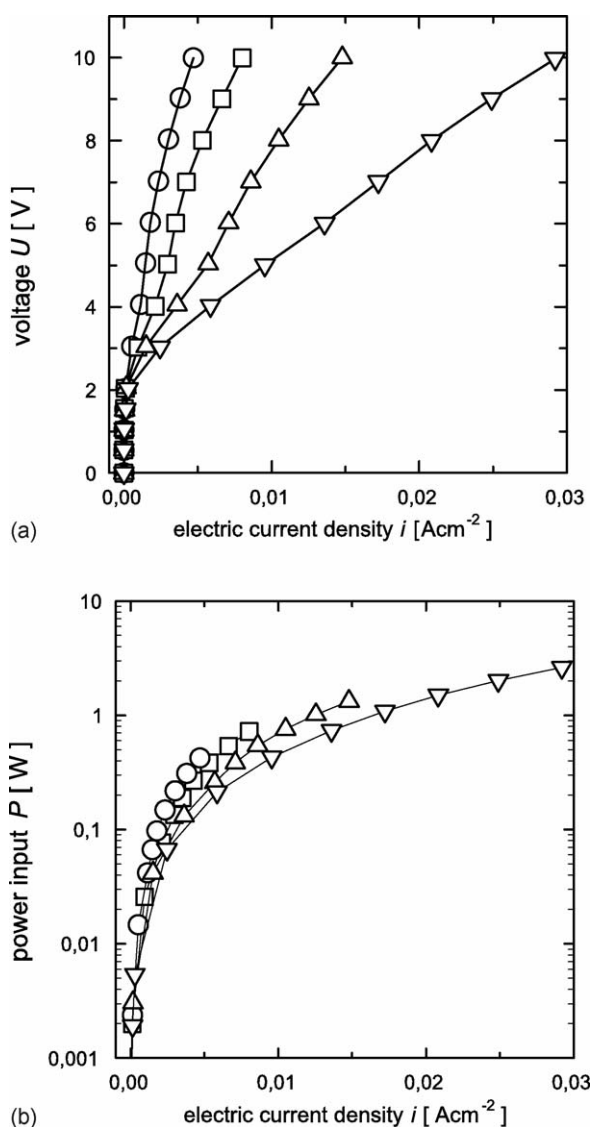 10
8
6
4
2
0
voltage U [ V ]
0,00 0,01 0,02 0,03
electric current density i [ Acm⁻² ]
(a)
10
1
0,1
0,01
0,001
power input P [ W ]
0,00 0,01 0,02 0,03
electric current density i [ Acm⁻² ]
(b)